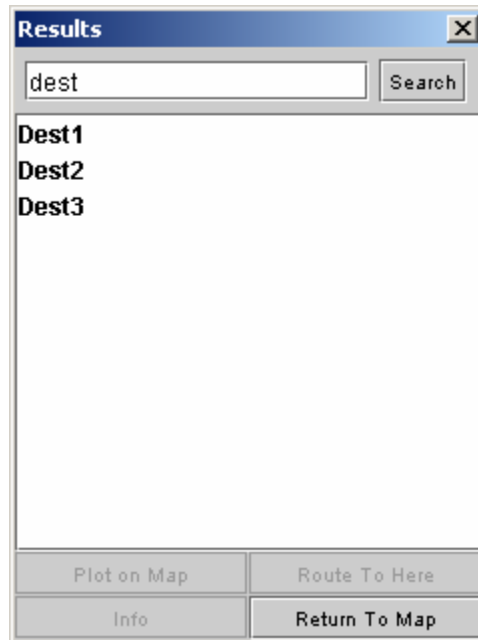 Results
dest Search
Dest1
Dest2
Dest3
Plot on Map Route To Here
Info Return To Map